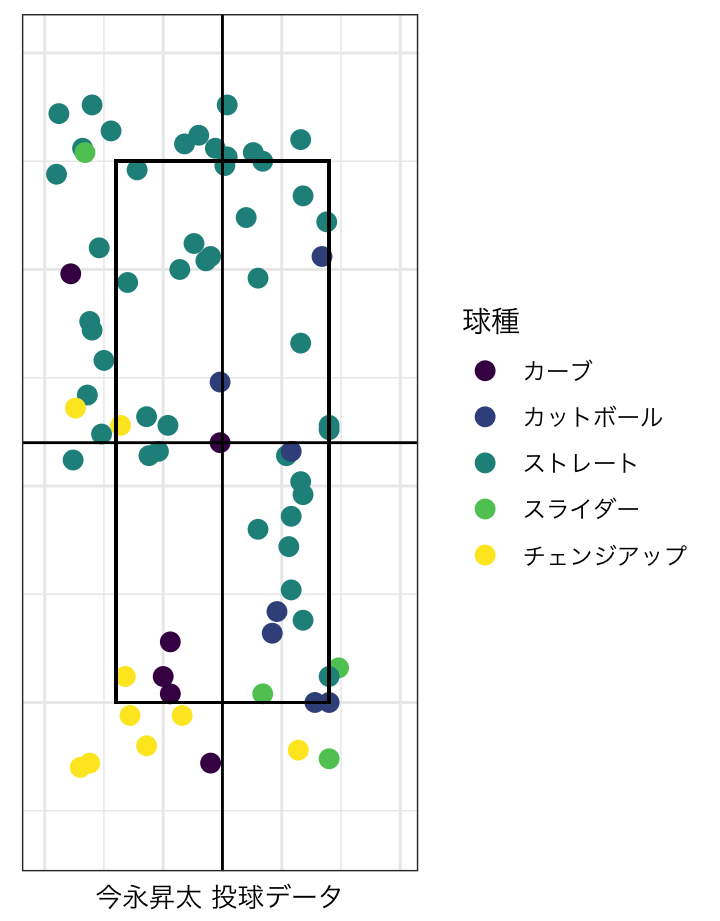 球種
カーブ
カットボール
ストレート
スライダー
チェンジアップ
今永昇太 投球データ